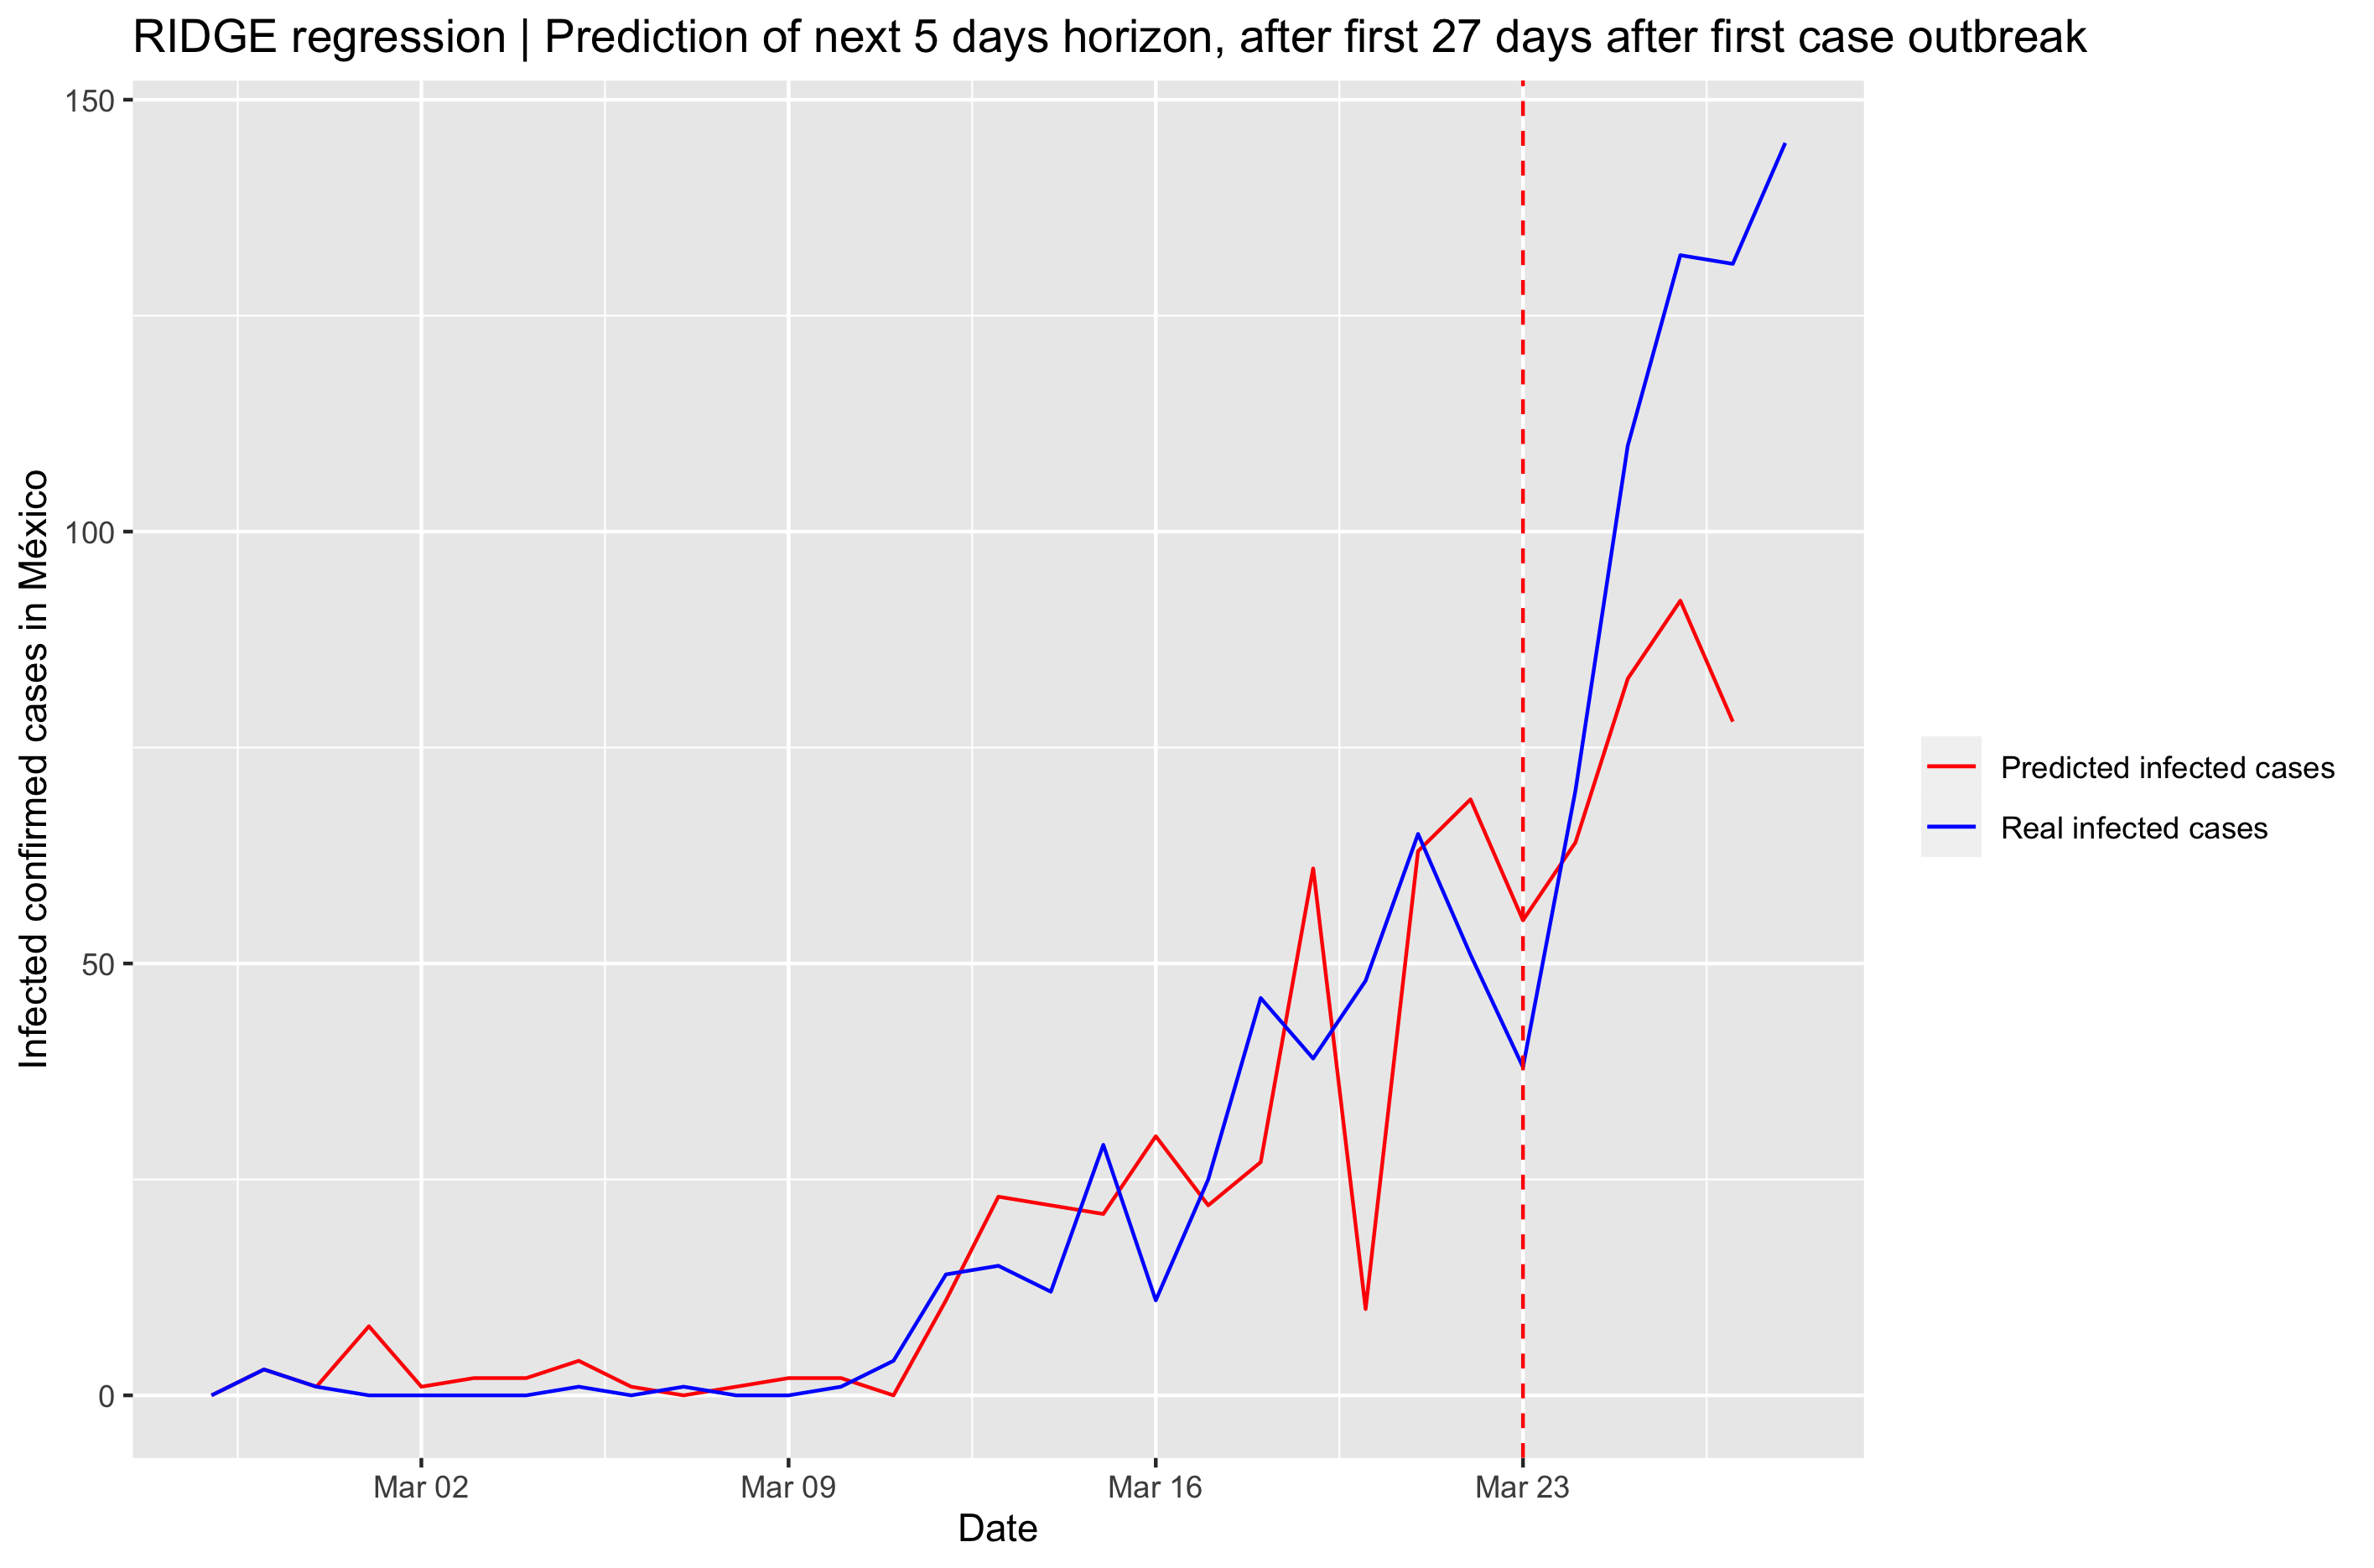 RIDGE regression | Prediction of next 5 days horizon, after first 27 days after first case outbreak
Infected confirmed cases in México
150
100
50
0
Mar 02
Mar 09
Mar 16
Mar 23
Date
Predicted infected cases
Real infected cases